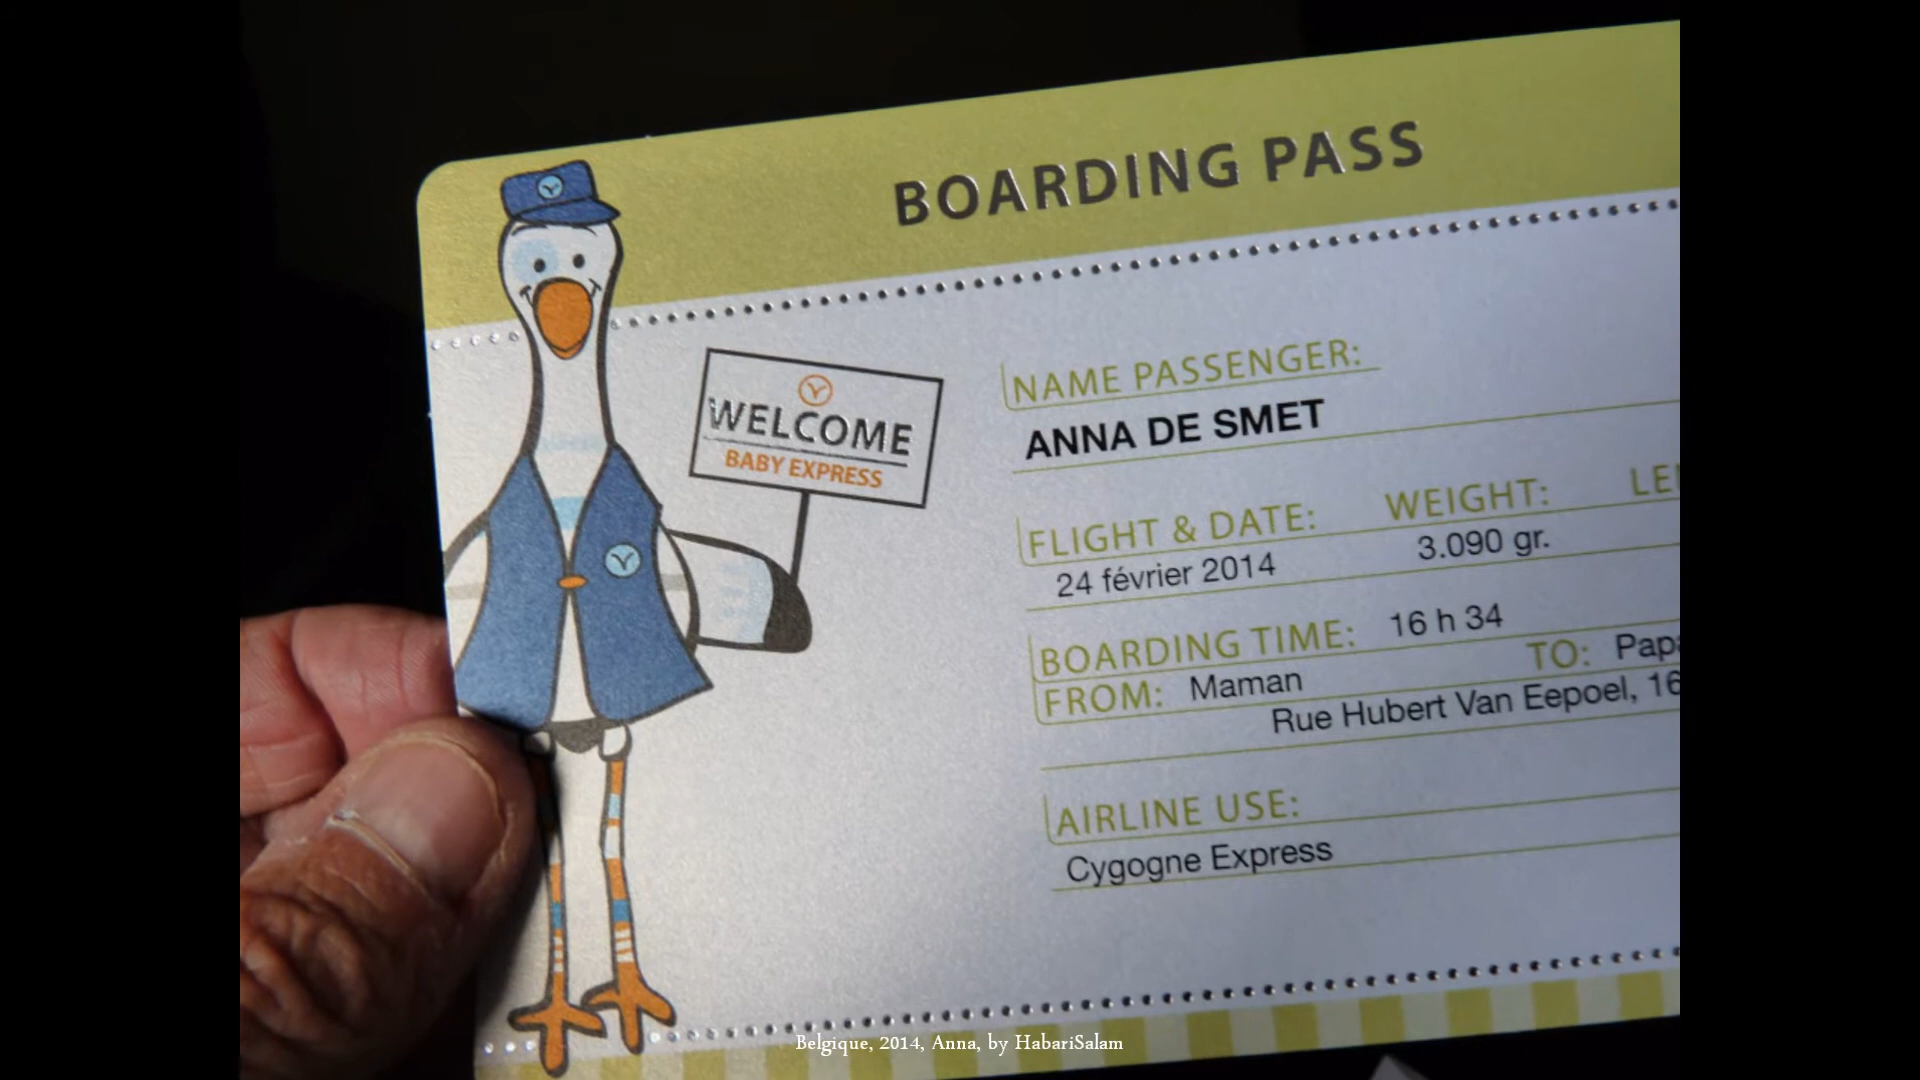 BOARDING PASS
WELCOME
BABY EXPRESS
NAME PASSENGER:
ANNA DE SMET
FLIGHT & DATE: WEIGHT:
24 février 2014 3.090 gr.
BOARDING TIME: 16 h 34
FROM: Maman TO:
Rue Hubert Van Eepoel, 16
AIRLINE USE:
Cygogne Express
Belgique, 2014, Anna, by HabariSalam